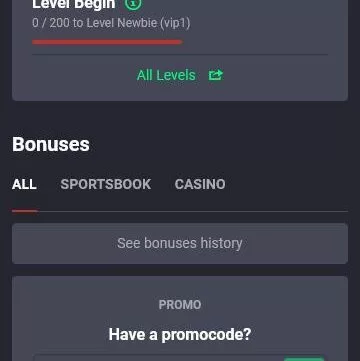 Level Begin
0 / 200 to Level Newbie (vip1)
All Levels
Bonuses
ALL SPORTSBOOK CASINO
See bonuses history
PROMO
Have a promocode?